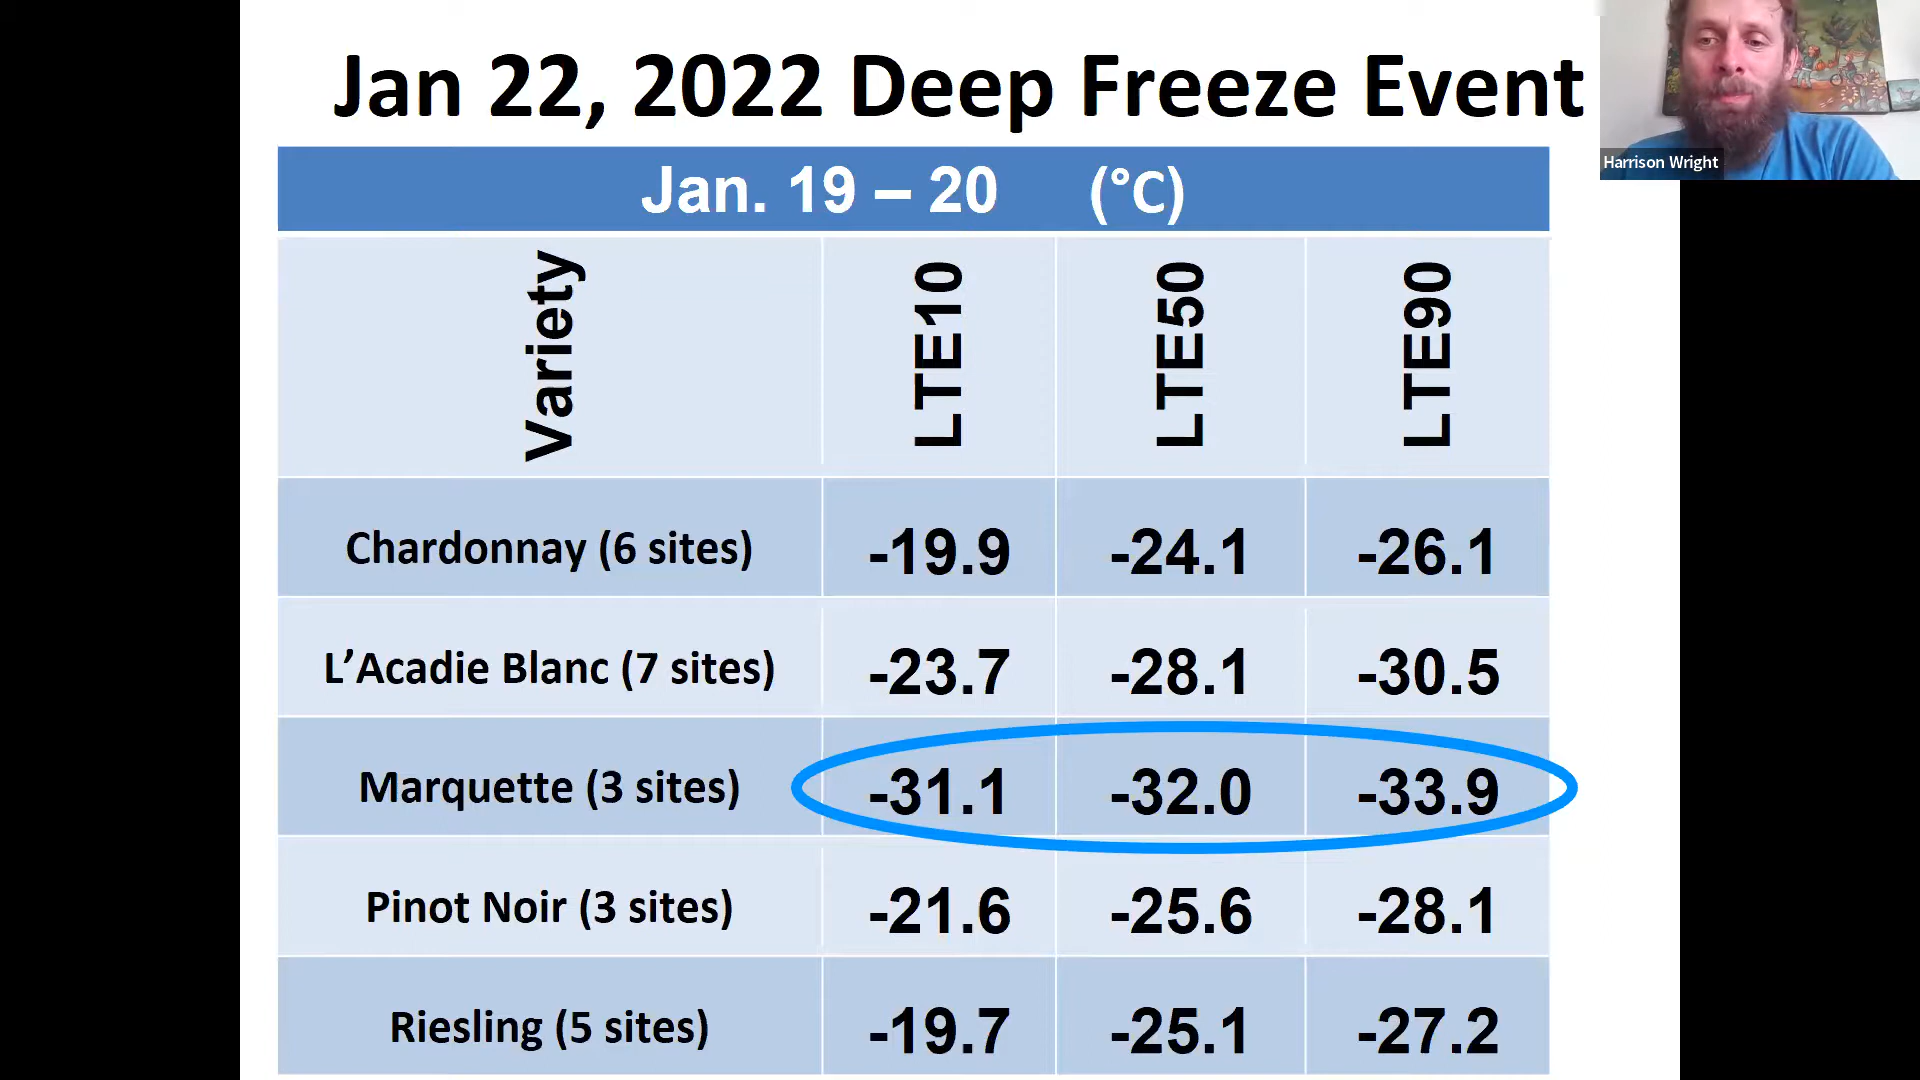 Jan 22, 2022 Deep Freeze Event
Harrison Wright
Jan. 19 – 20 (°C)
Variety LTE10 LTE50 LTE90
Chardonnay (6 sites) -19.9 -24.1 -26.1
L’Acadie Blanc (7 sites) -23.7 -28.1 -30.5
Marquette (3 sites) -31.1 -32.0 -33.9
Pinot Noir (3 sites) -21.6 -25.6 -28.1
Riesling (5 sites) -19.7 -25.1 -27.2